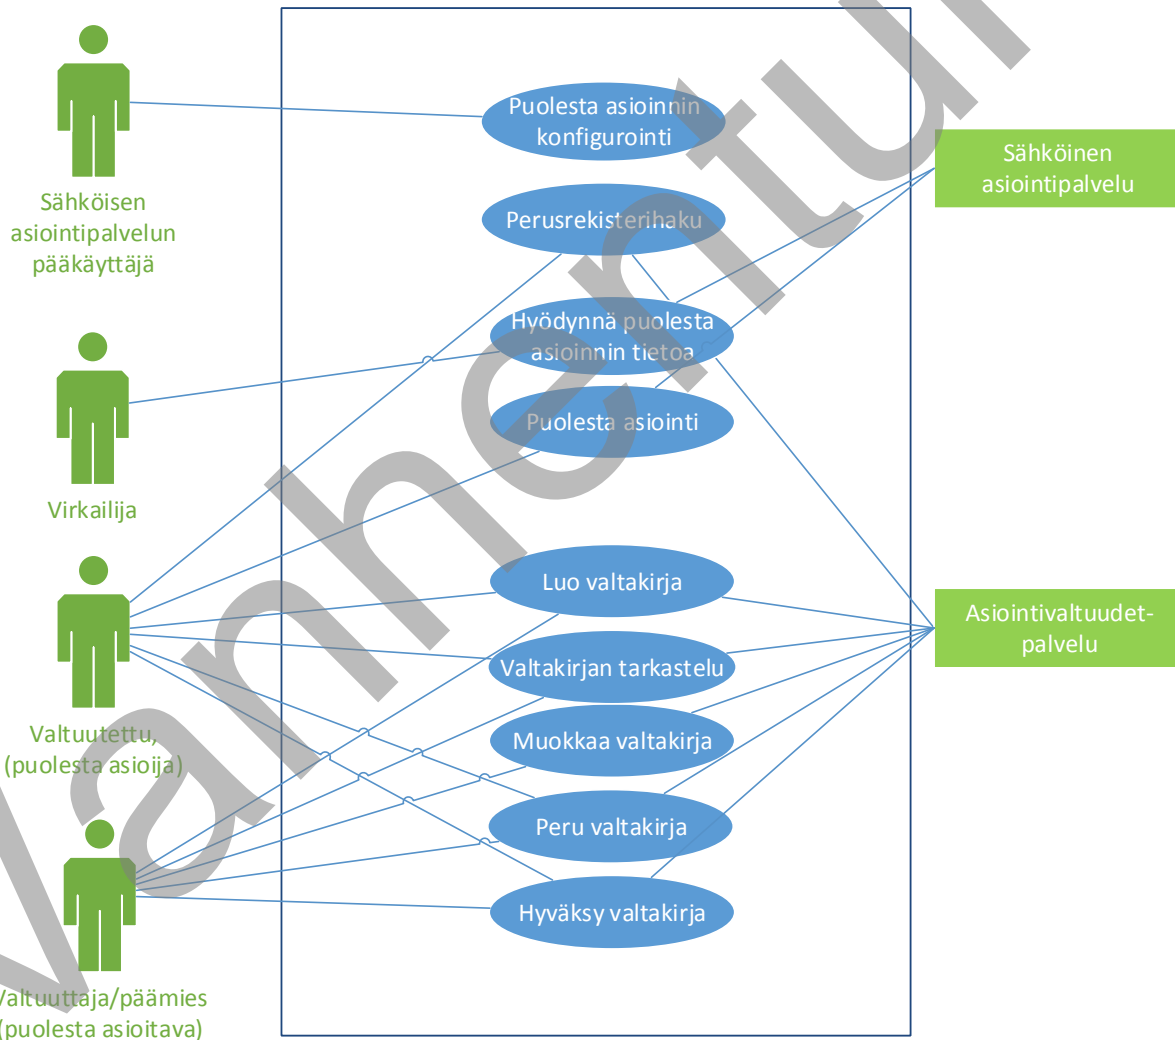 Puolesta asioinnin
konfigurointi
Sähköinen
asiointipalvelu
Sähköisen
asiointipalvelun
pääkäyttäjä
Perusrekisterihaku
Hyödynnä puolesta
asioinnin tietoa
Puolesta asiointi
Virkailija
Luo valtakirja
Asiointivaltuudet-
palvelu
Valtakirjan tarkastelu
Valtuutettu,
(puolesta asioija)
Muokkaa valtakirja
Peru valtakirja
Hyväksy valtakirja
Valtuuttaja/päämies
(puolesta asioitava)